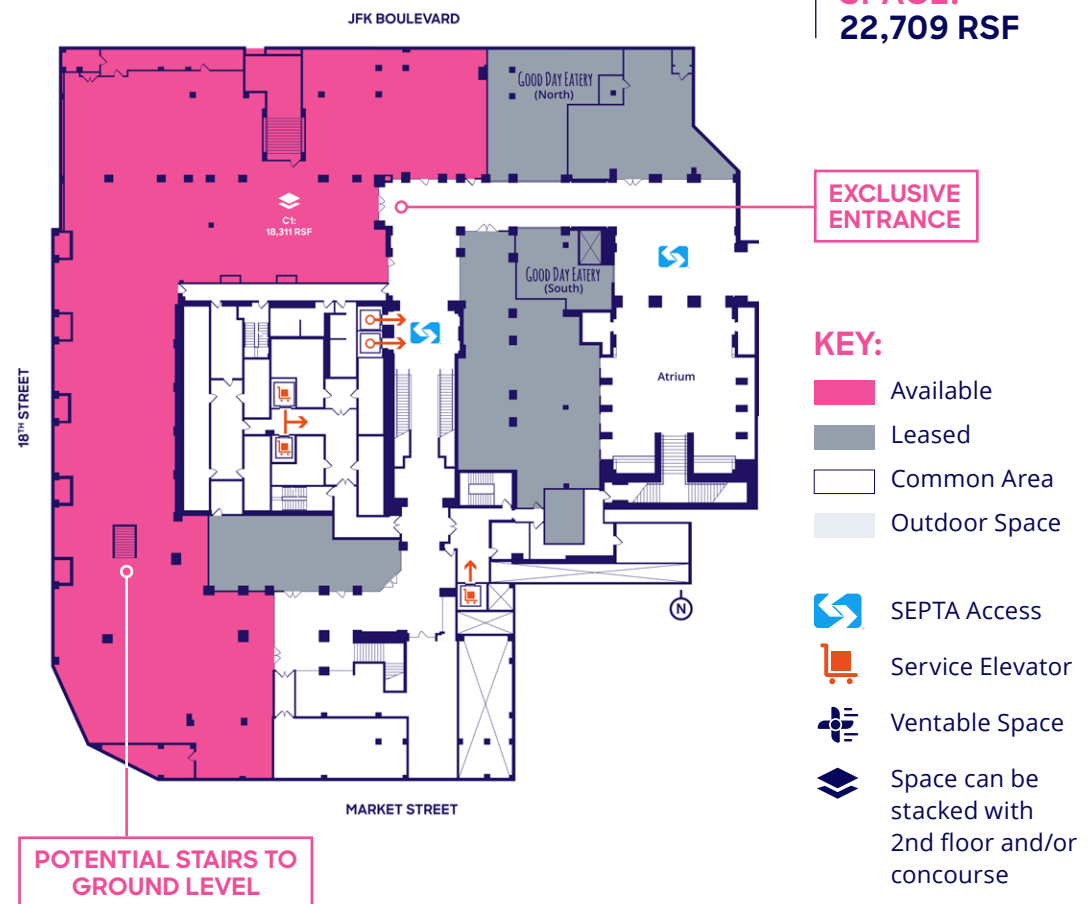 SPACE:
22,709 RSF
JFK BOULEVARD
GOOD DAY EATERY
(North)
EXCLUSIVE
ENTRANCE
C1:
18,311 RSF
GOOD DAY EATERY
(South)
18TH STREET
Atrium
KEY:
Available
Leased
Common Area
Outdoor Space
N
SEPTA Access
Service Elevator
Ventable Space
Space can be
stacked with
2nd floor and/or
concourse
MARKET STREET
POTENTIAL STAIRS TO
GROUND LEVEL